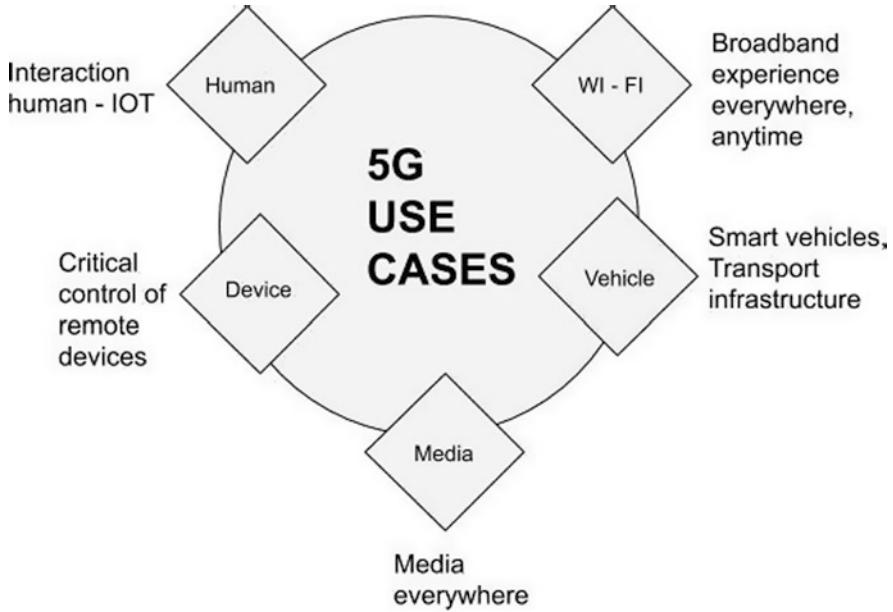 Interaction
human - IOT
Human
WI - FI
Broadband
experience
everywhere,
anytime
5G
USE
CASES
Critical
control of
remote
devices
Device
Vehicle
Smart vehicles,
Transport
infrastructure
Media
Media
everywhere